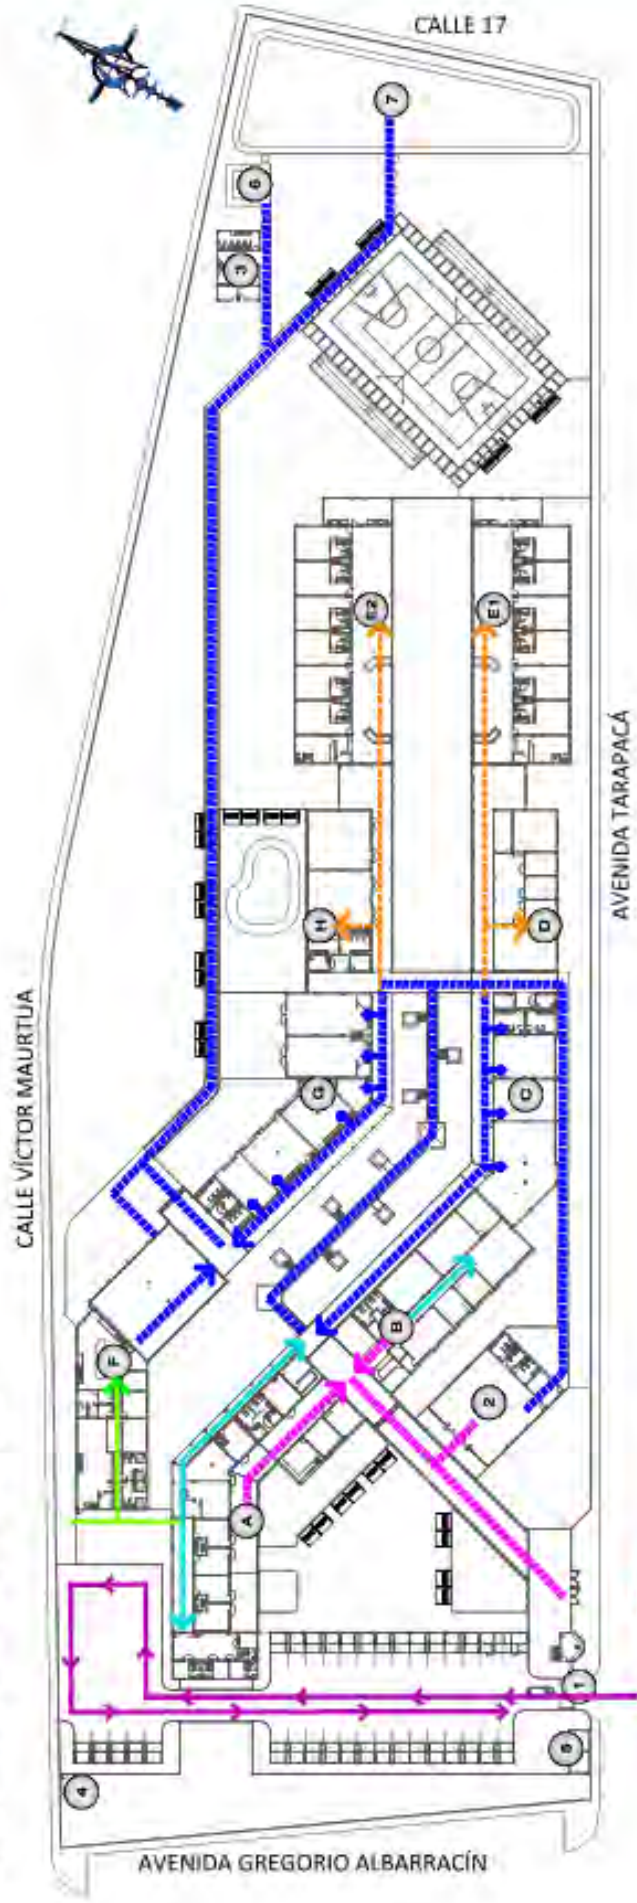 CALLE 17
7
6
3
E2
E1
AVENIDA TARAPACÁ
H
D
CALLE VÍCTOR MAURTUA
G
C
B
F
2
A
1
5
4
AVENIDA GREGORIO ALBARRACÍN